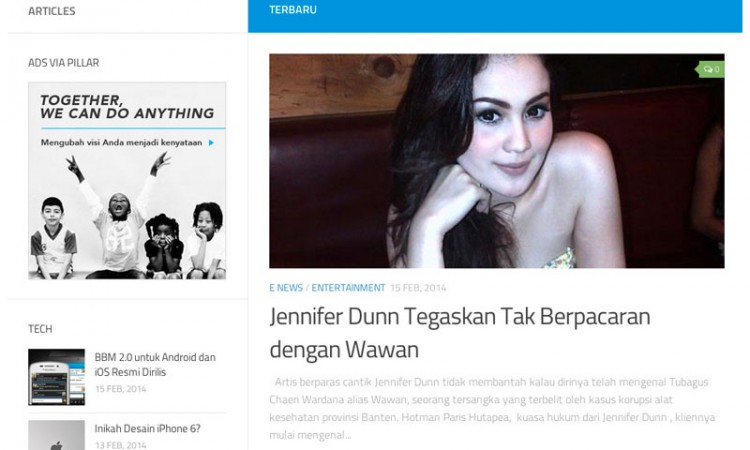 ARTICLES
ADS VIA PILLAR
TOGETHER,
WE CAN DO ANYTHING
Mengubah visi Anda menjadi kenyataan
TECH
BBM 2.0 untuk Android dan
iOS Resmi Dirilis
15 FEB, 2014
Inikah Desain iPhone 6?
13 FEB, 2014
TERBARU
0
E NEWS / ENTERTAINMENT 15 FEB, 2014
Jennifer Dunn Tegaskan Tak Berpacaran
dengan Wawan
Artis berparas cantik Jennifer Dunn tidak membantah kalau dirinya telah mengenal Tubagus
Chaeri Wardana alias Wawan, seorang tersangka yang terbelit oleh kasus korupsi alat
kesehatan provinsi Banten. Hotman Paris Hutapea, kuasa hukum dari Jennifer Dunn , kliennya
mulai mengenal...